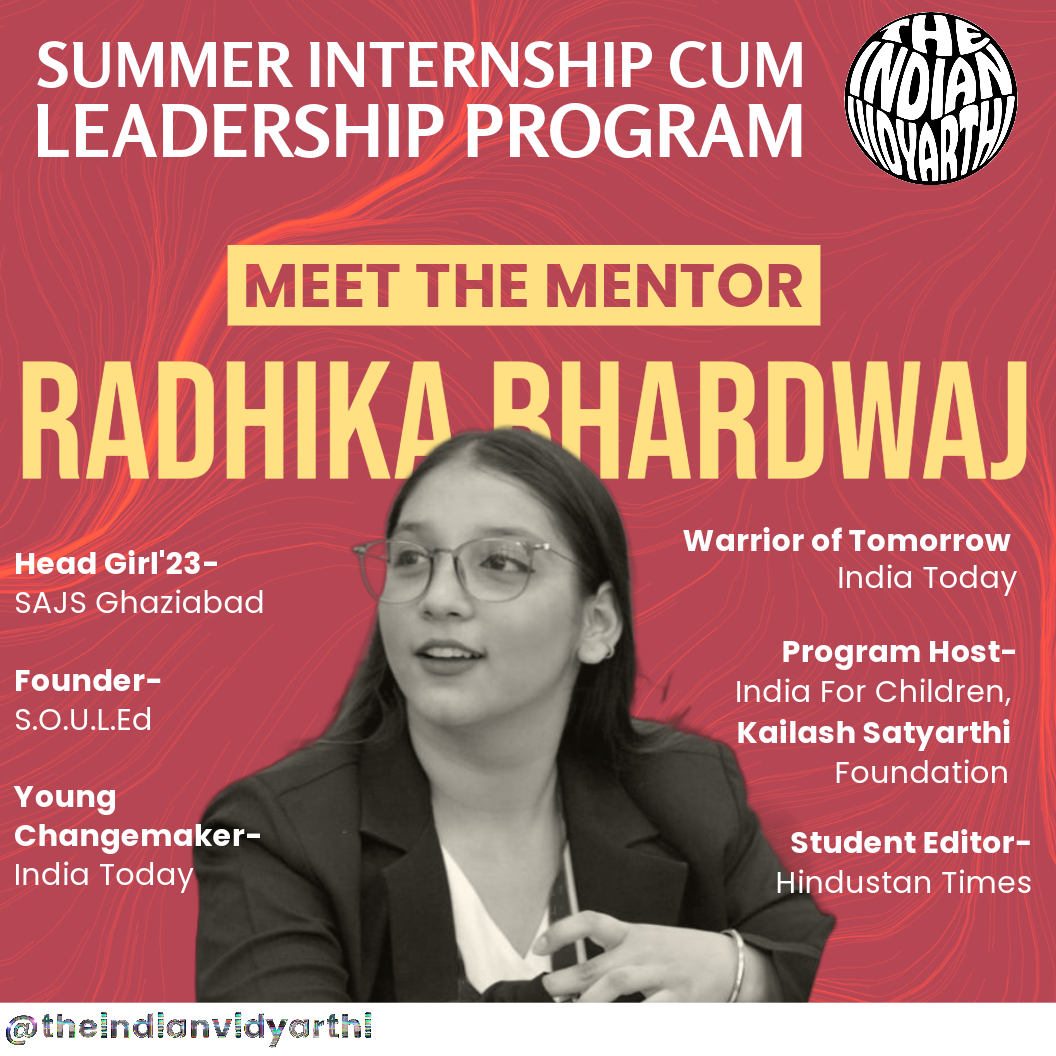 SUMMER INTERNSHIP CUM
LEADERSHIP PROGRAM
THE
INDIAN
VIDYARTHI
MEET THE MENTOR
RADHIKA BHARDWAJ
Head Girl'23-
SAJS Ghaziabad
Founder-
S.O.U.L.Ed
Young
Changemaker-
India Today
Warrior of Tomorrow
India Today
Program Host-
India For Children,
Kailash Satyarthi
Foundation
Student Editor-
Hindustan Times
@theindianvidyarthi